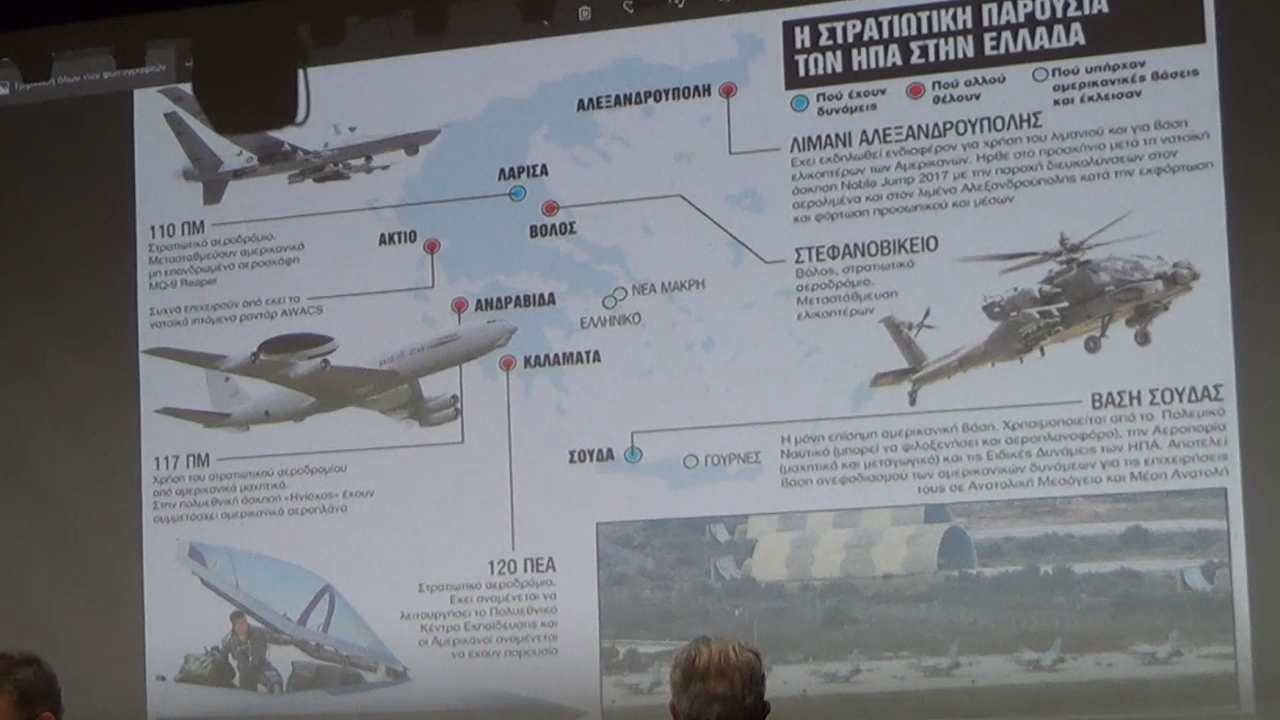 Η ΣΤΡΑΤΙΩΤΙΚΗ ΠΑΡΟΥΣΙΑ
ΤΩΝ ΗΠΑ ΣΤΗΝ ΕΛΛΑΔΑ
Πού έχουν
δυνάμεις
Πού αλλού
θέλουν
Πού υπήρχαν
αμερικανικές βάσεις
και έκλεισαν
ΑΛΕΞΑΝΔΡΟΥΠΟΛΗ
ΛΙΜΑΝΙ ΑΛΕΞΑΝΔΡΟΥΠΟΛΗΣ
Εχει εκδηλωθεί ενδιαφέρον για χρήση του λιμανιού και για βάση
ελικοπτέρων των Αμερικανών. Ηρθε στο προσκήνιο μετά τη νατοϊκή
άσκηση Noble Jump 2017 με την παροχή διευκολύνσεων στον
αερολιμένα και στον λιμένα Αλεξανδρούπολης κατά την εκφόρτωση
και φόρτωση προσωπικού και μέσων
ΛΑΡΙΣΑ
110 ΠΜ
Στρατιωτικό αεροδρόμιο.
Μετασταθμεύουν αμερικανικά
μη επανδρωμένα αεροσκάφη
MQ-9 Reaper
ΒΟΛΟΣ
ΣΤΕΦΑΝΟΒΙΚΕΙΟ
Βόλος, στρατιωτικό
αεροδρόμιο.
Μεταστάθμευση
ελικοπτέρων
ΑΚΤΙΟ
Συχνά επιχειρούν από εκεί τα
νατοϊκά ιπτάμενα ραντάρ AWACS
ΝΕΑ ΜΑΚΡΗ
ΕΛΛΗΝΙΚΟ
ΑΝΔΡΑΒΙΔΑ
ΚΑΛΑΜΑΤΑ
117 ΠΜ
Χρήση του στρατιωτικού αεροδρομίου
από αμερικανικά μαχητικά.
Στην πολυεθνική άσκηση «Ηνίοχος» έχουν
συμμετάσχει αμερικανικά αεροπλάνα
ΣΟΥΔΑ
ΓΟΥΡΝΕΣ
ΒΑΣΗ ΣΟΥΔΑΣ
Η μόνη επίσημη αμερικανική βάση. Χρησιμοποιείται από το Πολεμικό
Ναυτικό (μπορεί να φιλοξενήσει και αεροπλανοφόρο), την Αεροπορία
(μαχητικά και μεταγωγικά) και τις Ειδικές Δυνάμεις των ΗΠΑ. Αποτελεί
βάση ανεφοδιασμού των αμερικανικών δυνάμεων για τις επιχειρήσεις
τους σε Ανατολική Μεσόγειο και Μέση Ανατολή
120 ΠΕΑ
Στρατιωτικό αεροδρόμιο.
Εκεί αναμένεται να
λειτουργήσει το Πολυεθνικό
Κέντρο Εκπαίδευσης και
οι Αμερικανοί αναμένεται
να έχουν παρουσία